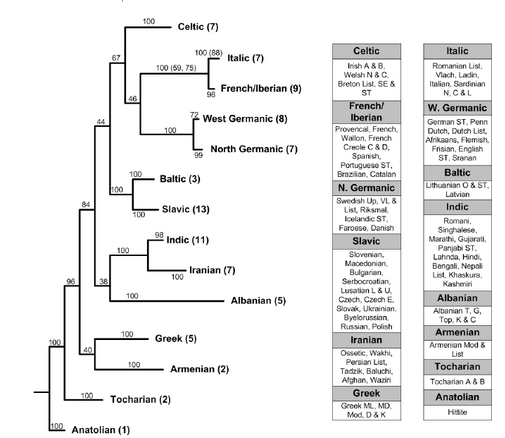 100
Celtic (7)
67
100 (88)
Italic (7)
100 (59, 75)
98
French/Iberian (9)
46
72
West Germanic (8)
100
99
North Germanic (7)
44
100
Baltic (3)
100
100
Slavic (13)
84
98
Indic (11)
100
100
Iranian (7)
38
100
Albanian (5)
96
100
Greek (5)
40
100
Armenian (2)
100
100
Tocharian (2)
100
Anatolian (1)
Celtic
Irish A & B,
Welsh N & C,
Breton List, SE &
ST
French/
Iberian
Provencal, French,
Wallon, French
Creole C & D,
Spanish,
Portuguese ST,
Brazilian, Catalan
N. Germanic
Swedish Up, VL &
List, Riksmal,
Icelandic ST,
Faroese, Danish
Slavic
Slovenian,
Macedonian,
Bulgarian,
Serbocroatian,
Lusatian L & U,
Czech, Czech E,
Slovak, Ukrainian,
Byelorussian,
Russian, Polish
Iranian
Ossetic, Wakhi,
Persian List,
Tadzik, Baluchi,
Afghan, Waziri
Greek
Greek ML, MD,
Mod, D & K
Italic
Romanian List,
Vlach, Ladin,
Italian, Sardinian
N, C & L
W. Germanic
German ST, Penn
Dutch, Dutch List,
Afrikaans, Flemish,
Frisian, English
ST, Sranan
Baltic
Lithuanian O & ST,
Latvian
Indic
Romani,
Singhalese,
Marathi, Gujarati,
Panjabi ST,
Lahnda, Hindi,
Bengali, Nepali
List, Khaskura,
Kashmiri
Albanian
Albanian T, G,
Top, K & C
Armenian
Armenian Mod &
List
Tocharian
Tocharian A & B
Anatolian
Hittite